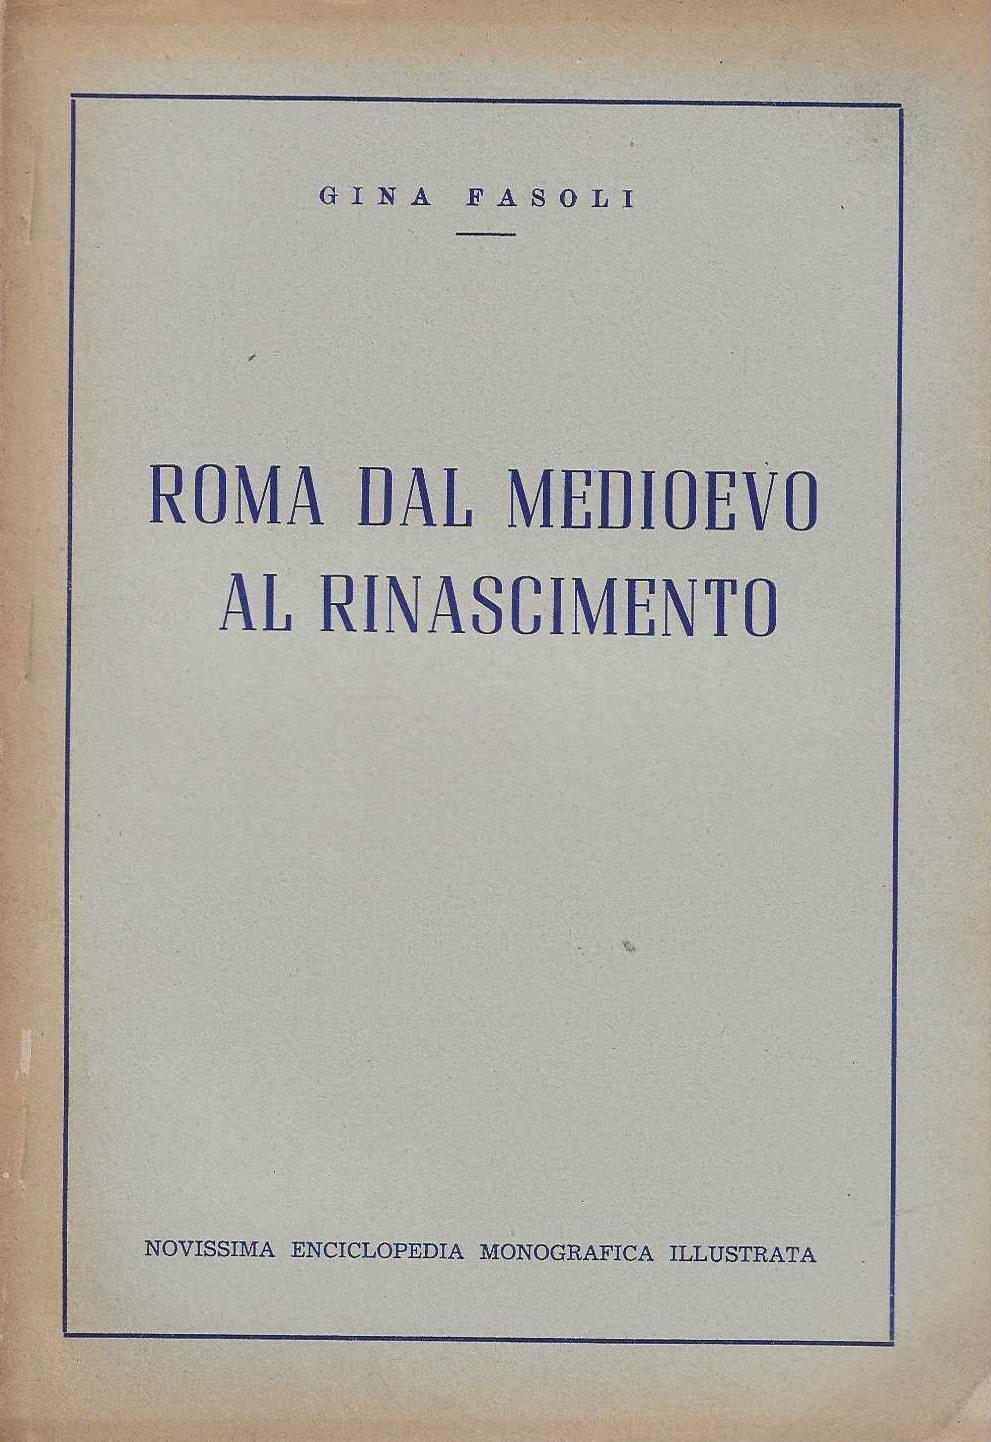 GINA FASOLI
ROMA DAL MEDIOEVO
AL RINASCIMENTO
NOVISSIMA ENCICLOPEDIA MONOGRAFICA ILLUSTRATA